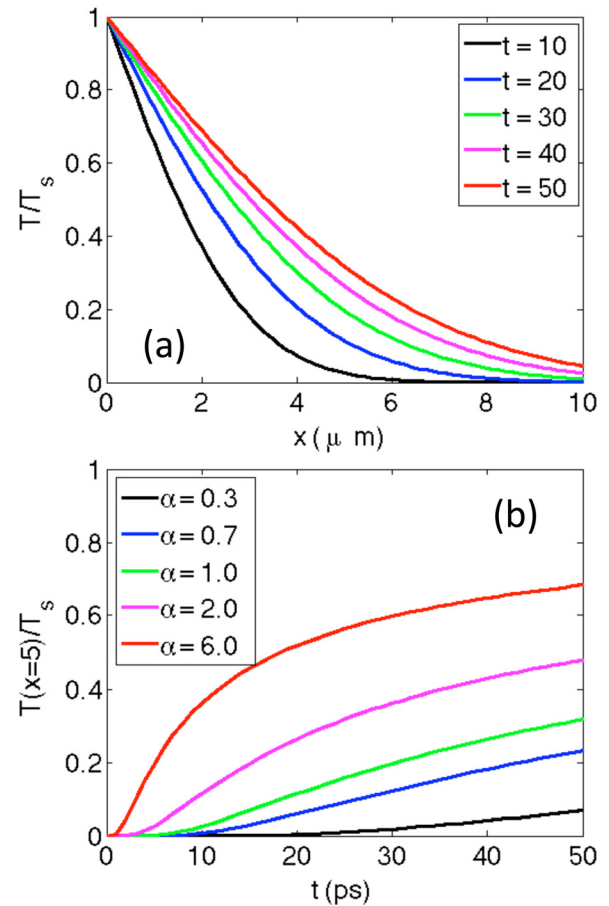 1
0.8
0.6
0.4
0.2
0
T/T_s
t = 10
t = 20
t = 30
t = 40
t = 50
(a)
0 2 4 6 8 10
x ( μ m)
1
0.8
0.6
0.4
0.2
0
T(x=5)/T_s
α = 0.3
α = 0.7
α = 1.0
α = 2.0
α = 6.0
(b)
0 10 20 30 40 50
t (ps)